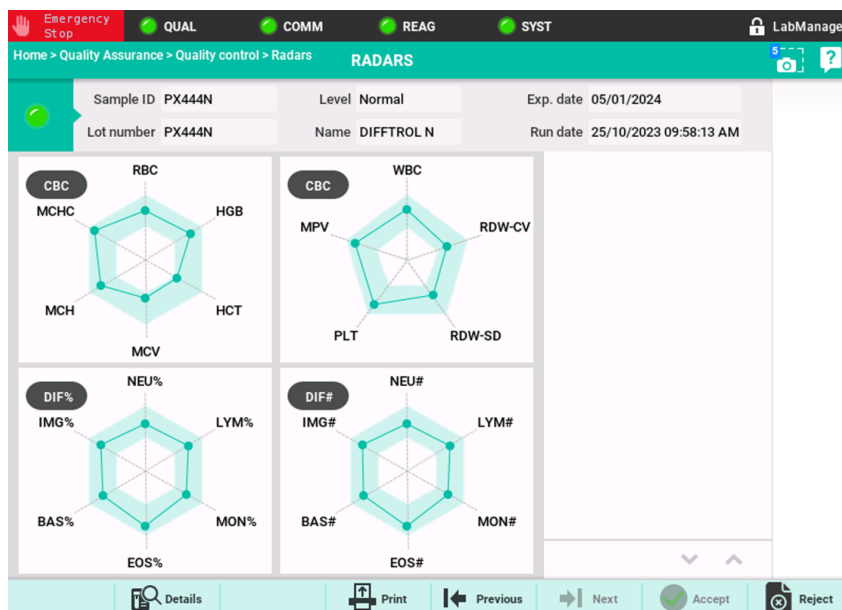 Emergency
Stop
QUAL
COMM
REAG
SYST
LabManage
Home > Quality Assurance > Quality control > Radars
RADARS
5
?
Sample ID PX444N
Level Normal
Exp. date 05/01/2024
Lot number PX444N
Name DIFFTROL N
Run date 25/10/2023 09:58:13 AM
CBC
RBC
MCHC
HGB
MCH
HCT
MCV
CBC
WBC
MPV
RDW-CV
PLT
RDW-SD
DIF%
NEU%
IMG%
LYM%
BAS%
MON%
EOS%
DIF#
NEU#
IMG#
LYM#
BAS#
MON#
EOS#
Details
Print
Previous
Next
Accept
Reject